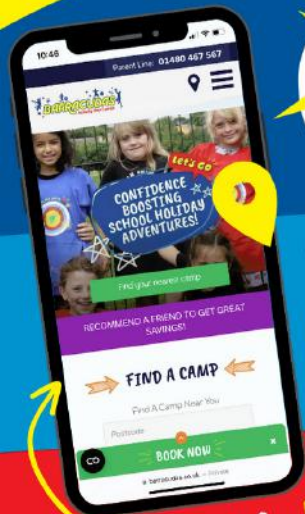 10:46
Parent Line: 01480 467 567
BARRACUDAS
LET'S GO
CONFIDENCE
BOOSTING
SCHOOL HOLIDAY
ADVENTURES!
Find your nearest camp
RECOMMEND A FRIEND TO GET GREAT
SAVINGS!
FIND A CAMP
Find A Camp Near You
Postcode
BOOK NOW
×
barracudas.co.uk — Private